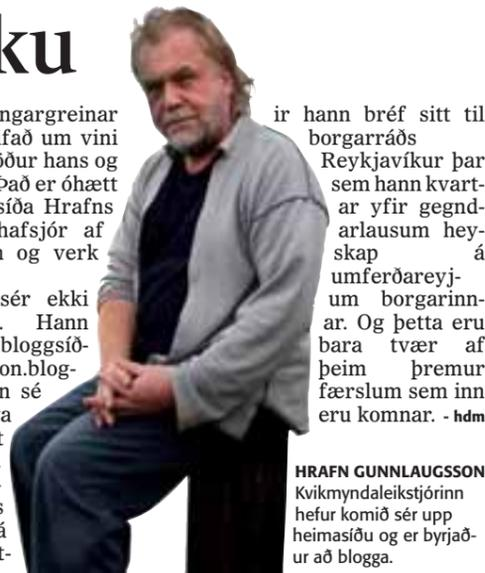 ku
ngargreinar
ifað um vini
öður hans og
Það er óhætt
síða Hrafns
hafsjór af
n og verk
sér ekki
. Hann
bloggsíð-
on.blog-
n sé
a
t
s
á
t-
ir hann bréf sitt til
borgarráðs
Reykjavíkur þar
sem hann kvart-
ar yfir gegnd-
arlausum hey-
skap á
umferðareyj-
um borgarinn-
ar. Og þetta eru
bara tvær af
þeim þremur
færslum sem inn
eru komnar. - hdm
HRAFN GUNNLAUGSSON
Kvikmyndaleikstjórinn
hefur komið sér upp
heimasíðu og er byrjað-
ur að blogga.